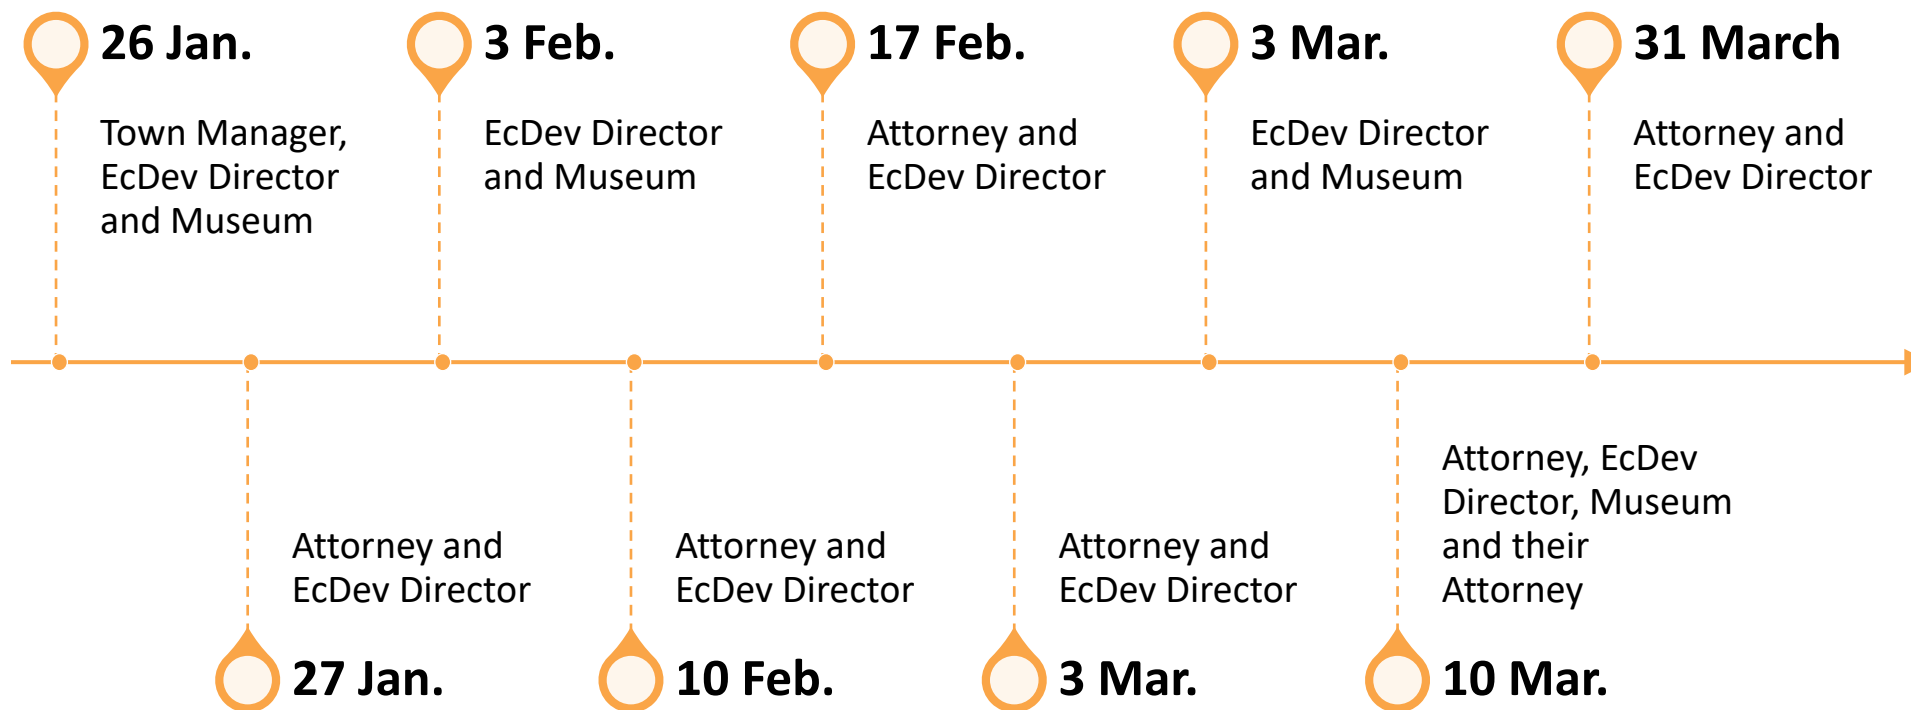 26 Jan.
Town Manager,
EcDev Director
and Museum
3 Feb.
EcDev Director
and Museum
17 Feb.
Attorney and
EcDev Director
3 Mar.
EcDev Director
and Museum
31 March
Attorney and
EcDev Director
Attorney and
EcDev Director
27 Jan.
Attorney and
EcDev Director
10 Feb.
Attorney and
EcDev Director
3 Mar.
Attorney, EcDev
Director, Museum
and their
Attorney
10 Mar.